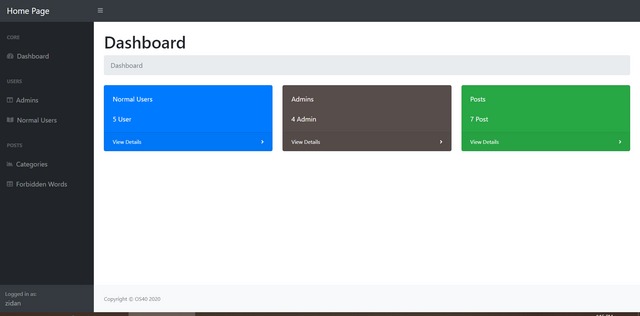 Home Page
CORE
Dashboard
USERS
Admins
Normal Users
POSTS
Categories
Forbidden Words
Logged in as:
zidan
Dashboard
Dashboard
Normal Users
5 User
View Details
Admins
4 Admin
View Details
Posts
7 Post
View Details
Copyright © OS40 2020